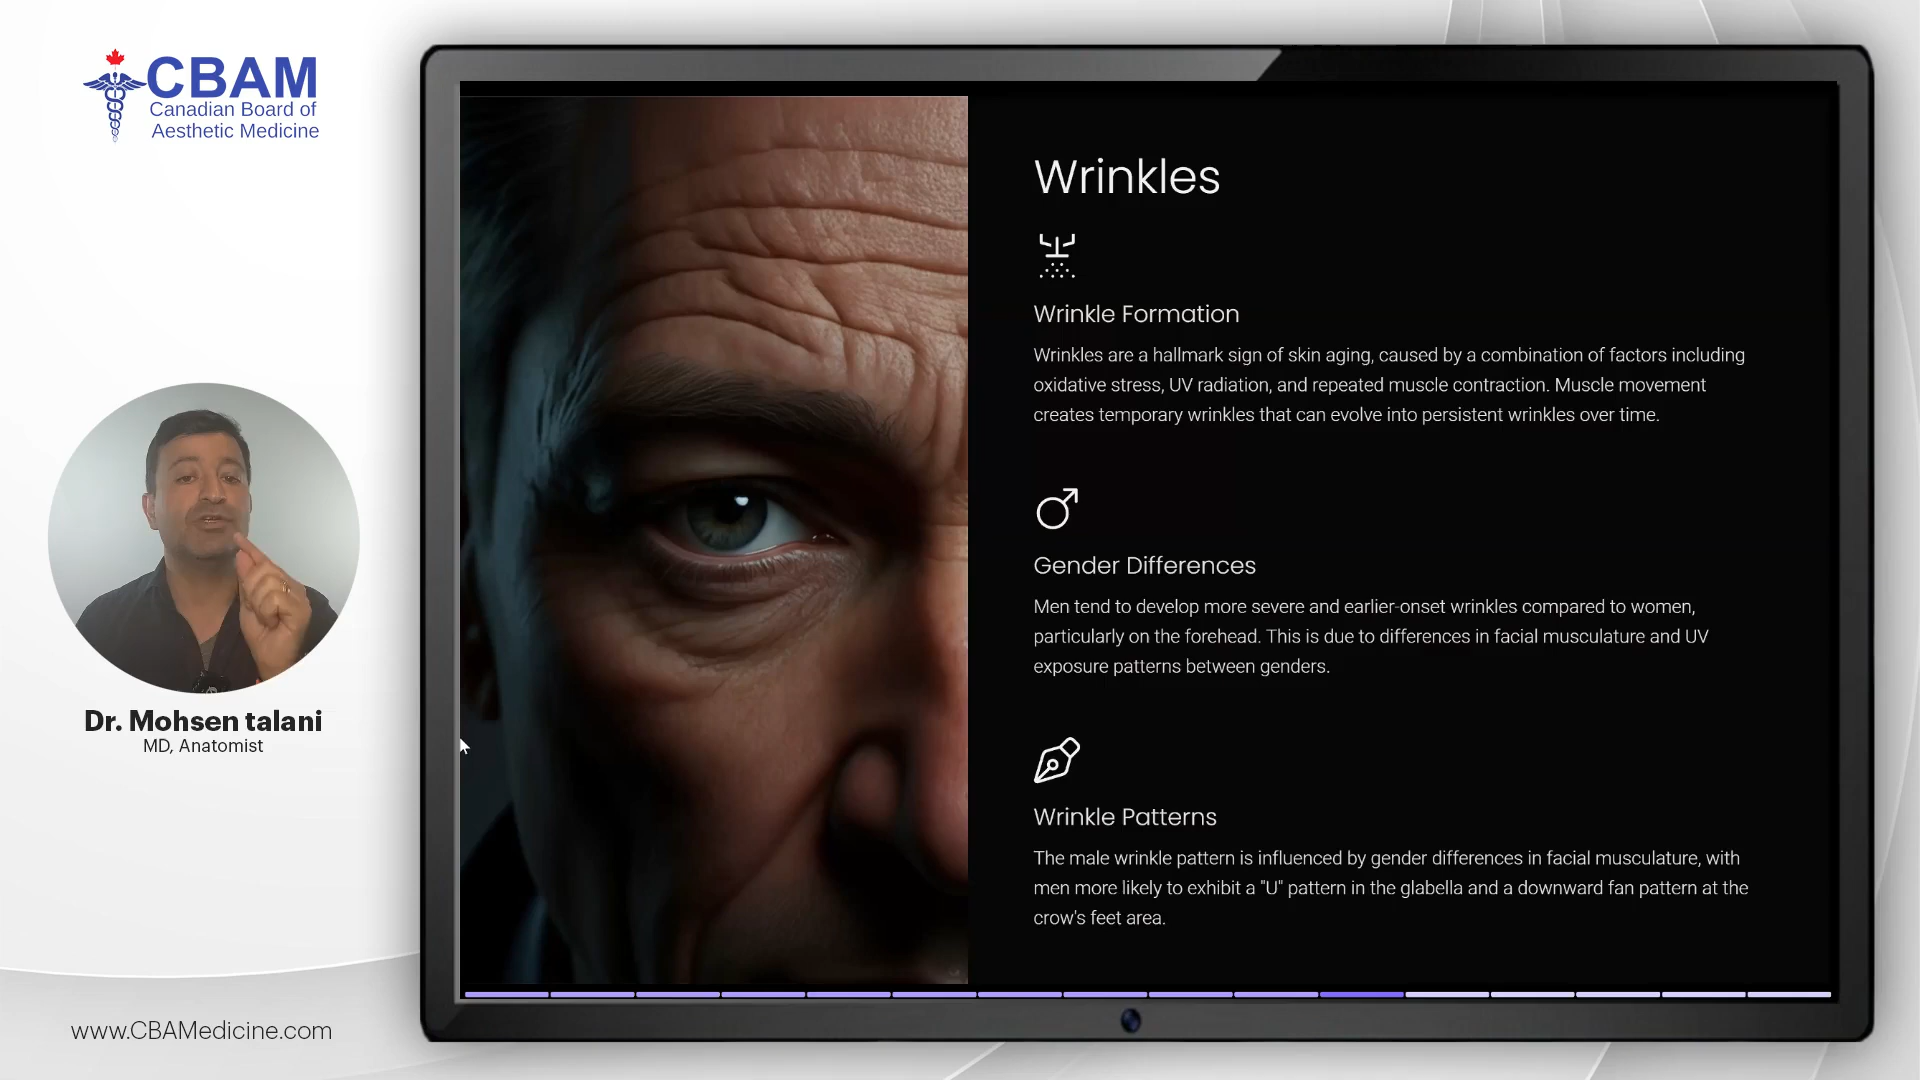 CBAM
Canadian Board of
Aesthetic Medicine
Dr. Mohsen talani
MD, Anatomist
www.CBAMedicine.com
Wrinkles
Wrinkle Formation
Wrinkles are a hallmark sign of skin aging, caused by a combination of factors including
oxidative stress, UV radiation, and repeated muscle contraction. Muscle movement
creates temporary wrinkles that can evolve into persistent wrinkles over time.
Gender Differences
Men tend to develop more severe and earlier-onset wrinkles compared to women,
particularly on the forehead. This is due to differences in facial musculature and UV
exposure patterns between genders.
Wrinkle Patterns
The male wrinkle pattern is influenced by gender differences in facial musculature, with
men more likely to exhibit a "U" pattern in the glabella and a downward fan pattern at the
crow's feet area.